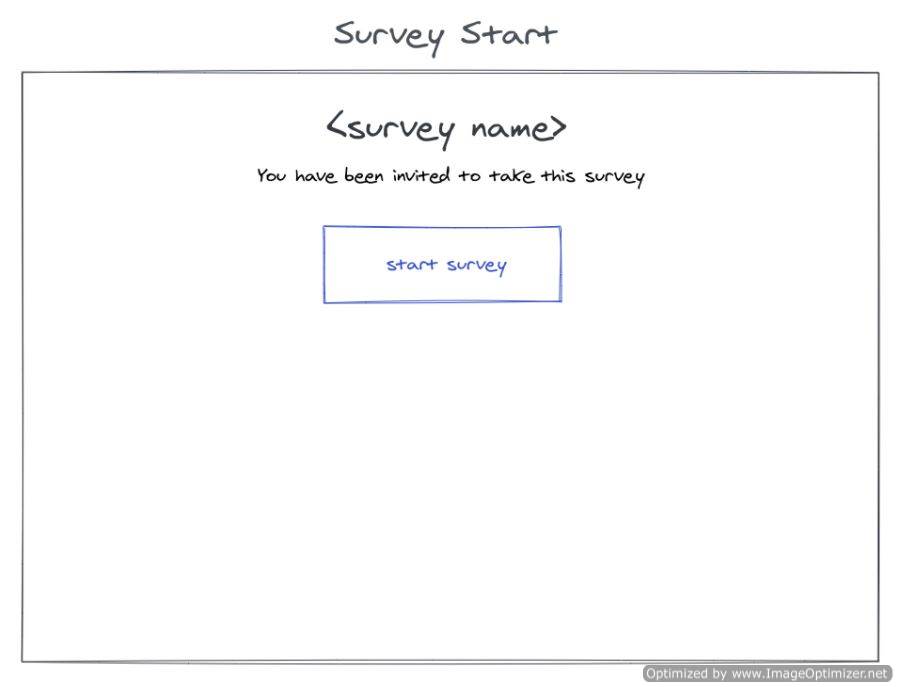 Survey Start
<survey name>
You have been invited to take this survey
start survey
Optimized by www.ImageOptimizer.net